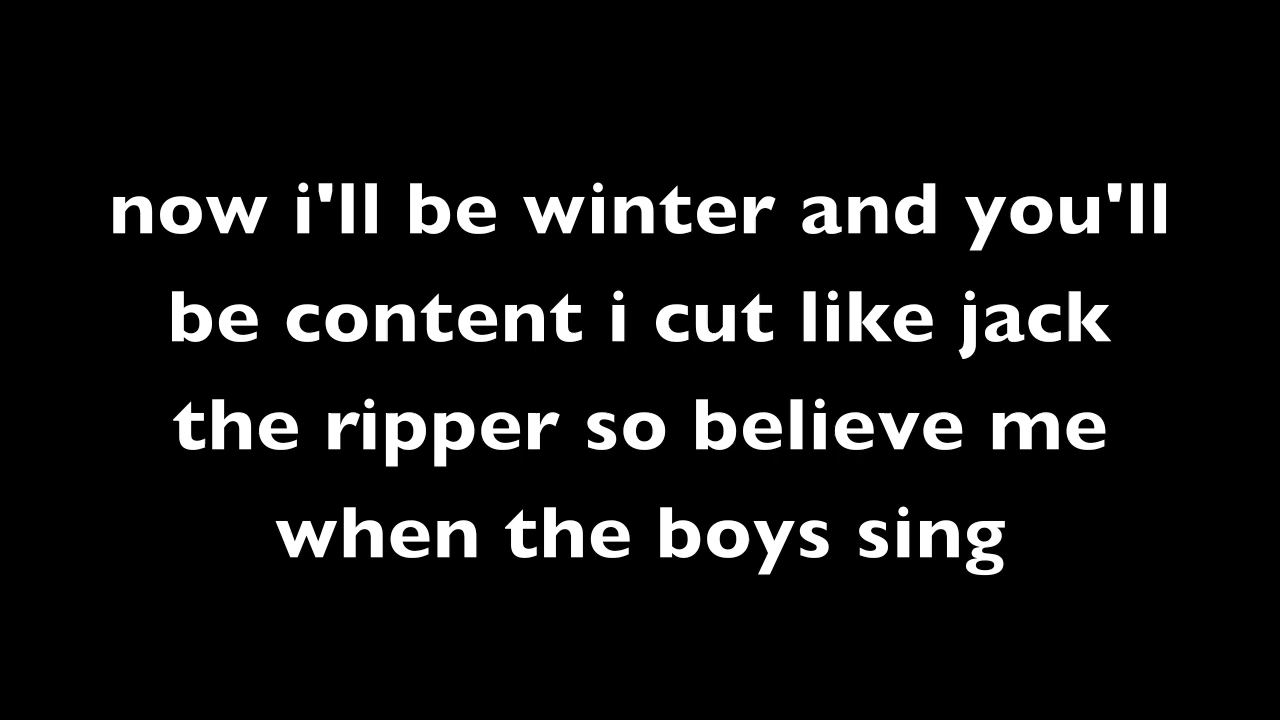 now i'll be winter and you'll
be content i cut like jack
the ripper so believe me
when the boys sing